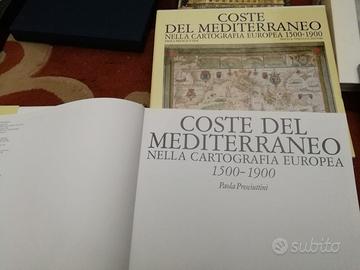 COSTE
DEL MEDITERRANEO
NELLA CARTOGRAFIA EUROPEA 1500-1900
COSTE DEL
MEDITERRANEO
NELLA CARTOGRAFIA EUROPEA
1500-1900
Paola Presciuttini
subito